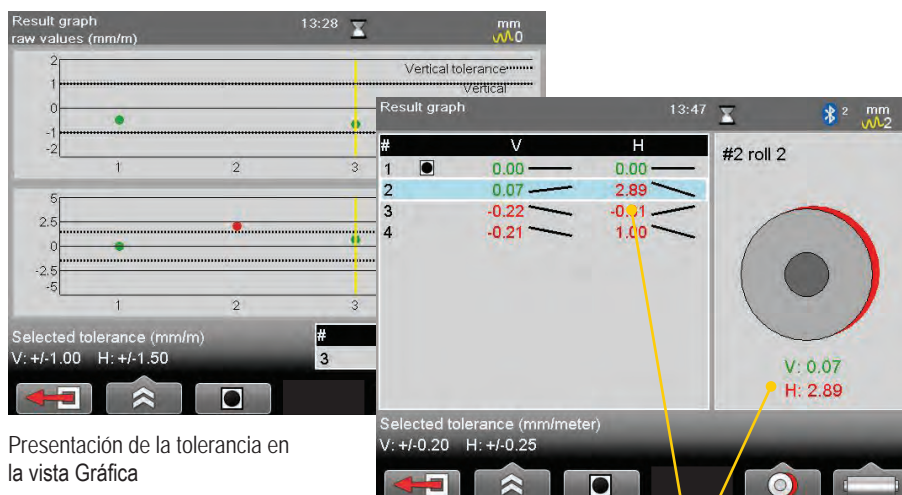 Result graph 13:28 mm
raw values (mm/m) 0
2
1
0
-1
-2
Vertical tolerance
Vertical
1 2 3
5
2.5
0
-2.5
-5
1 2 3
Selected tolerance (mm/m)
V: +/-1.00 H: +/-1.50
#
3
Presentación de la tolerancia en
la vista Gráfica
Result graph 13:47 2 mm
2
# V H
1 0.00 0.00
2 0.07 2.89
3 -0.22
4 -0.21 1.00
#2 roll 2
V: 0.07
H: 2.89
Selected tolerance (mm/meter)
V: +/-0.20 H: +/-0.25